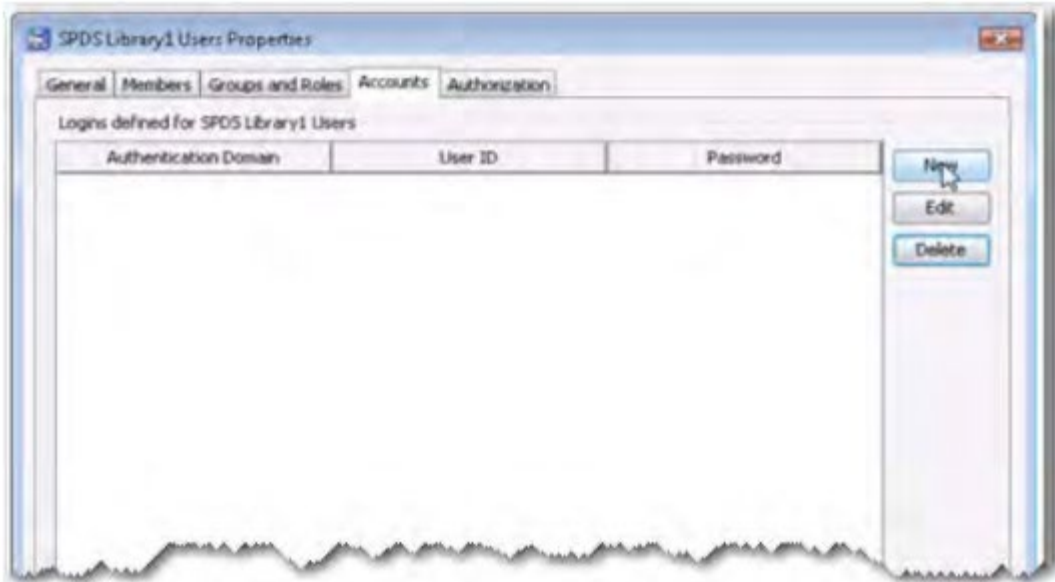 SPDS Library1 Users Properties
General Members Groups and Roles Accounts Authorization
Logins defined for SPDS Library1 Users
Authentication Domain User ID Password
New
Edit
Delete